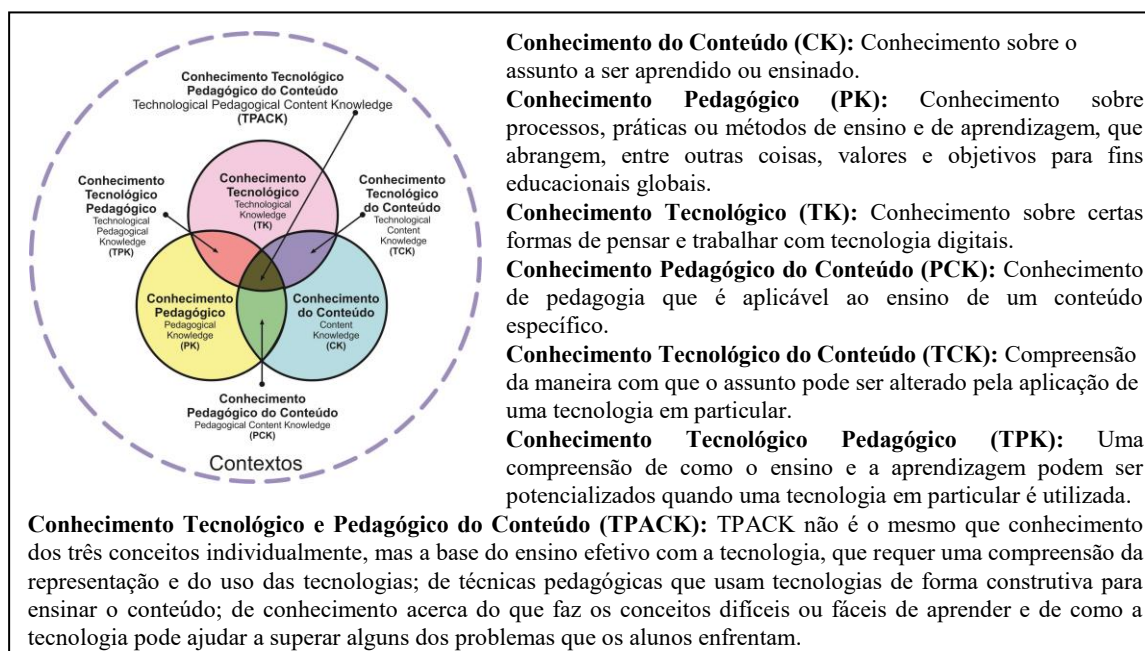 Conhecimento Tecnológico
Pedagógico do Conteúdo
Technological Pedagogical Content Knowledge
(TPACK)
Conhecimento
Tecnológico
Pedagógico
Technological
Pedagogical
Knowledge
(TPK)
Conhecimento
Tecnológico
Technological
Knowledge
(TK)
Conhecimento
Tecnológico
do Conteúdo
Technological
Content
Knowledge
(TCK)
Conhecimento
Pedagógico
Pedagogical
Knowledge
(PK)
Conhecimento
do Conteúdo
Content
Knowledge
(CK)
Conhecimento
Pedagógico do Conteúdo
Pedagogical Content Knowledge
(PCK)
Contextos
Conhecimento do Conteúdo (CK): Conhecimento sobre o
assunto a ser aprendido ou ensinado.
Conhecimento Pedagógico (PK): Conhecimento sobre
processos, práticas ou métodos de ensino e de aprendizagem, que
abrangem, entre outras coisas, valores e objetivos para fins
educacionais globais.
Conhecimento Tecnológico (TK): Conhecimento sobre certas
formas de pensar e trabalhar com tecnologia digitais.
Conhecimento Pedagógico do Conteúdo (PCK): Conhecimento
de pedagogia que é aplicável ao ensino de um conteúdo
específico.
Conhecimento Tecnológico do Conteúdo (TCK): Compreensão
da maneira com que o assunto pode ser alterado pela aplicação de
uma tecnologia em particular.
Conhecimento Tecnológico Pedagógico (TPK): Uma
compreensão de como o ensino e a aprendizagem podem ser
potencializados quando uma tecnologia em particular é utilizada.
Conhecimento Tecnológico e Pedagógico do Conteúdo (TPACK): TPACK não é o mesmo que conhecimento
dos três conceitos individualmente, mas a base do ensino efetivo com a tecnologia, que requer uma compreensão da
representação e do uso das tecnologias; de técnicas pedagógicas que usam tecnologias de forma construtiva para
ensinar o conteúdo; de conhecimento acerca do que faz os conceitos difíceis ou fáceis de aprender e de como a
tecnologia pode ajudar a superar alguns dos problemas que os alunos enfrentam.